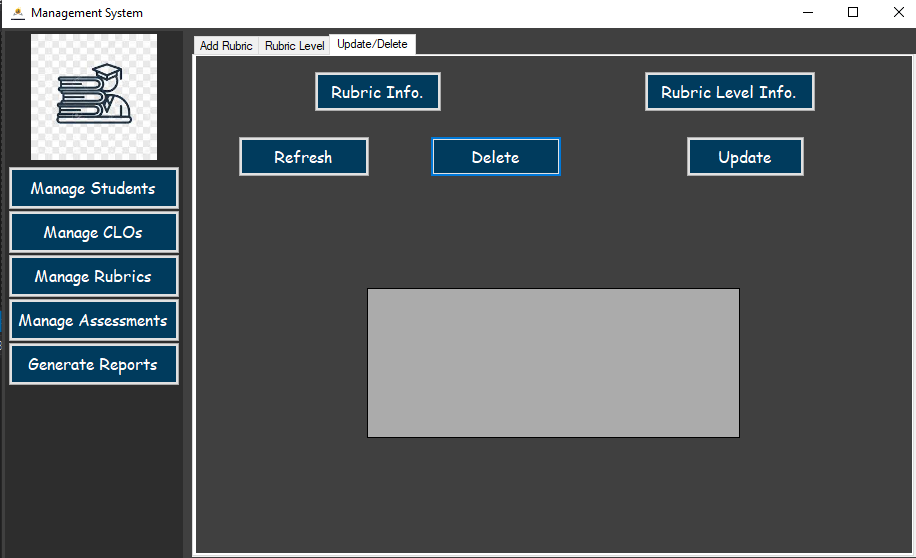 Management System
Add Rubric Rubric Level Update/Delete
Rubric Info. Rubric Level Info.
Refresh Delete Update
Manage Students
Manage CLOs
Manage Rubrics
Manage Assessments
Generate Reports